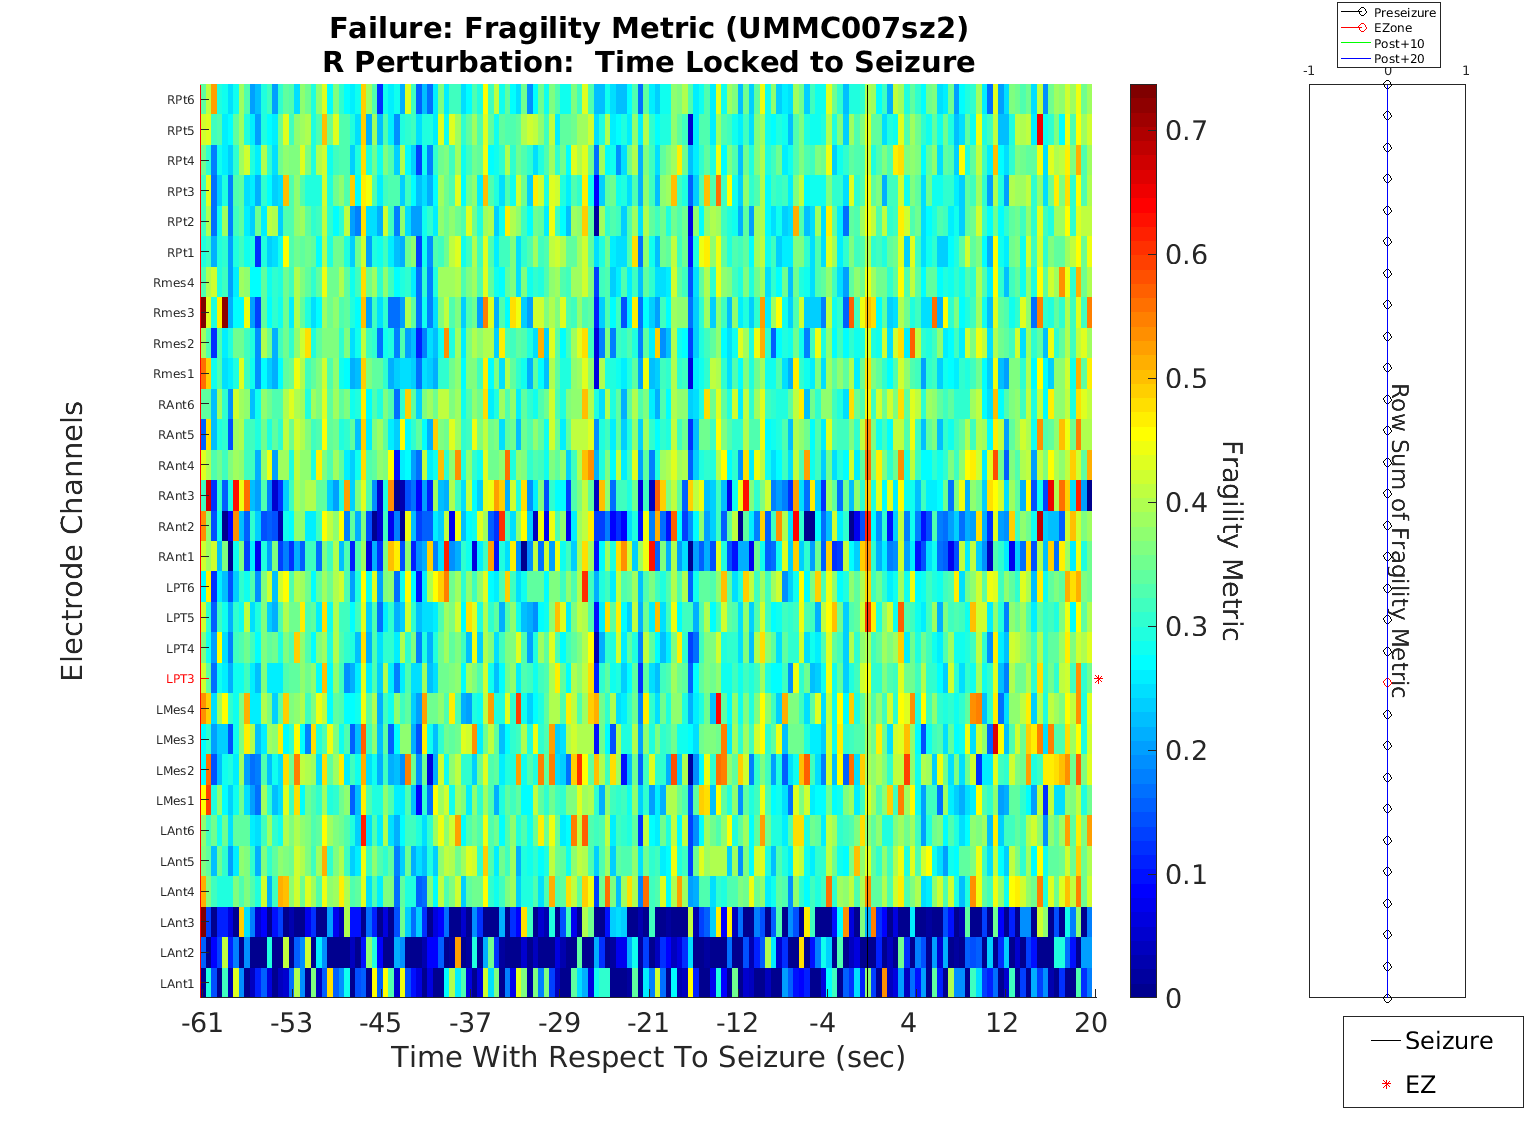 Failure: Fragility Metric (UMMC007sz2)
R Perturbation:  Time Locked to Seizure
Electrode Channels
RPt6
RPt5
RPt4
RPt3
RPt2
RPt1
Rmes4
Rmes3
Rmes2
Rmes1
RAnt6
RAnt5
RAnt4
RAnt3
RAnt2
RAnt1
LPT6
LPT5
LPT4
LPT3
LMes4
LMes3
LMes2
LMes1
LAnt6
LAnt5
LAnt4
LAnt3
LAnt2
LAnt1
-61 -53 -45 -37 -29 -21 -12 -4 4 12 20
Time With Respect To Seizure (sec)
0.7
0.6
0.5
0.4
0.3
0.2
0.1
0
Fragility Metric
Preseizure
EZone
Post+10
Post+20
-1 0 1
Row Sum of Fragility Metric
Seizure
EZ